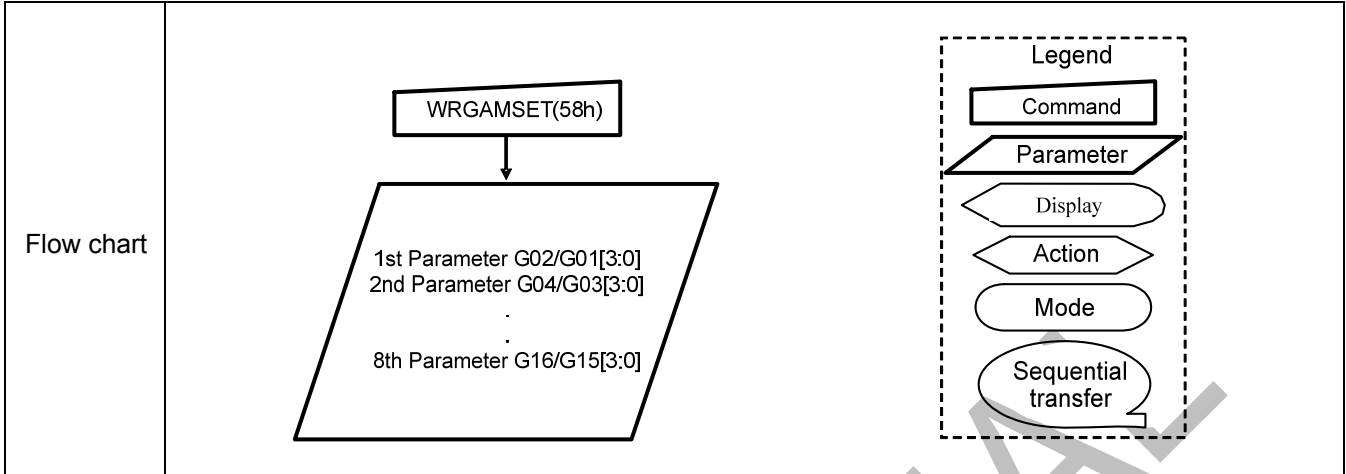 Flow chart
WRGAMSET(58h)
1st Parameter G02/G01[3:0]
2nd Parameter G04/G03[3:0]
.
.
8th Parameter G16/G15[3:0]
Legend
Command
Parameter
Display
Action
Mode
Sequential
transfer